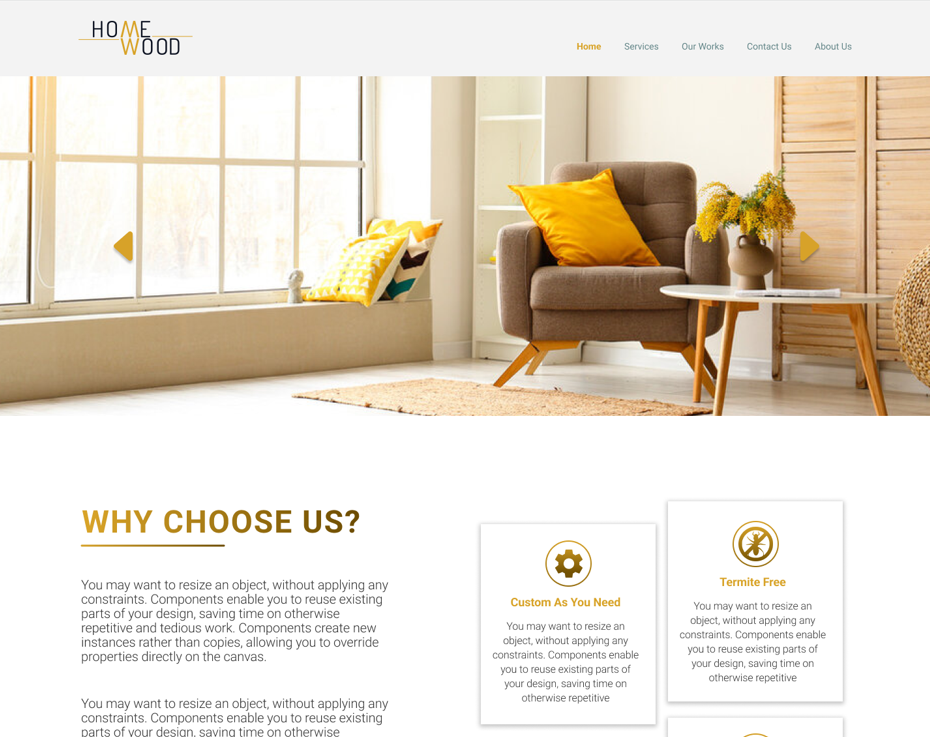 HOME
WOOD
Home Services Our Works Contact Us About Us
WHY CHOOSE US?
You may want to resize an object, without applying any
constraints. Components enable you to reuse existing
parts of your design, saving time on otherwise
repetitive and tedious work. Components create new
instances rather than copies, allowing you to override
properties directly on the canvas.
You may want to resize an object, without applying any
constraints. Components enable you to reuse existing
parts of your design, saving time on otherwise
Custom As You Need
You may want to resize an
object, without applying any
constraints. Components enable
you to reuse existing parts of
your design, saving time on
otherwise repetitive
Termite Free
You may want to resize an
object, without applying any
constraints. Components enable
you to reuse existing parts of
your design, saving time on
otherwise repetitive